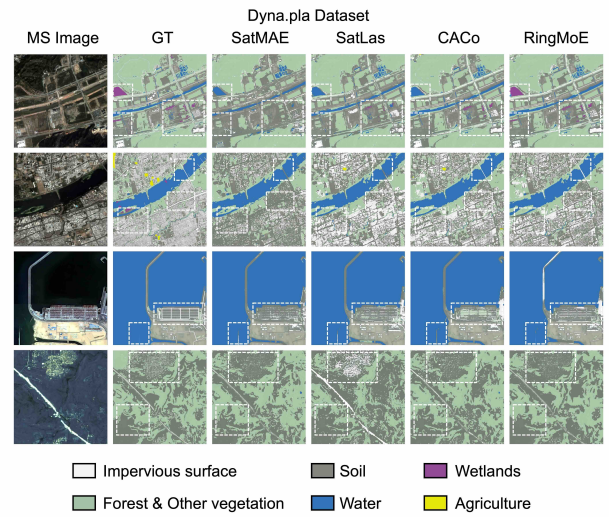 Dyna.pla Dataset
MS Image GT SatMAE SatLas CACo RingMoE
Impervious surface Soil Wetlands
Forest & Other vegetation Water Agriculture